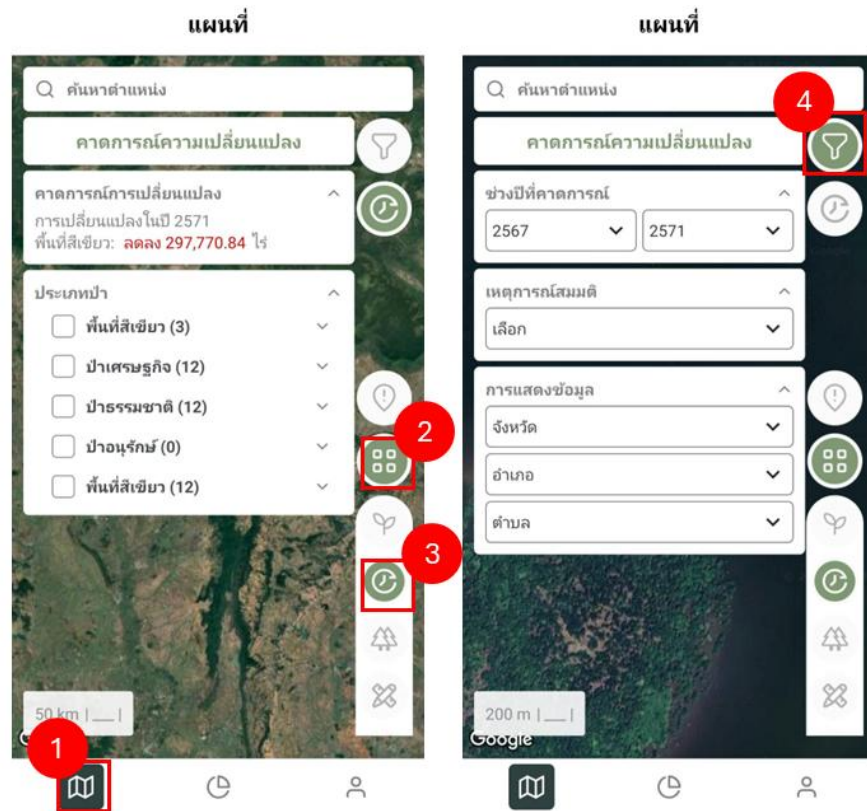 แผนที่
ค้นหาตำแหน่ง
คาดการณ์ความเปลี่ยนแปลง
คาดการณ์การเปลี่ยนแปลง
การเปลี่ยนแปลงในปี 2571
พื้นที่สีเขียว: ลดลง 297,770.84 ไร่
ประเภทป่า
พื้นที่สีเขียว (3)
ป่าเศรษฐกิจ (12)
ป่าธรรมชาติ (12)
ป่าอนุรักษ์ (0)
พื้นที่สีเขียว (12)
2
3
50 km
1
แผนที่
ค้นหาตำแหน่ง
4
คาดการณ์ความเปลี่ยนแปลง
ช่วงปีที่คาดการณ์
2567 2571
เหตุการณ์สมมติ
เลือก
การแสดงข้อมูล
จังหวัด
อำเภอ
ตำบล
200 m
Google